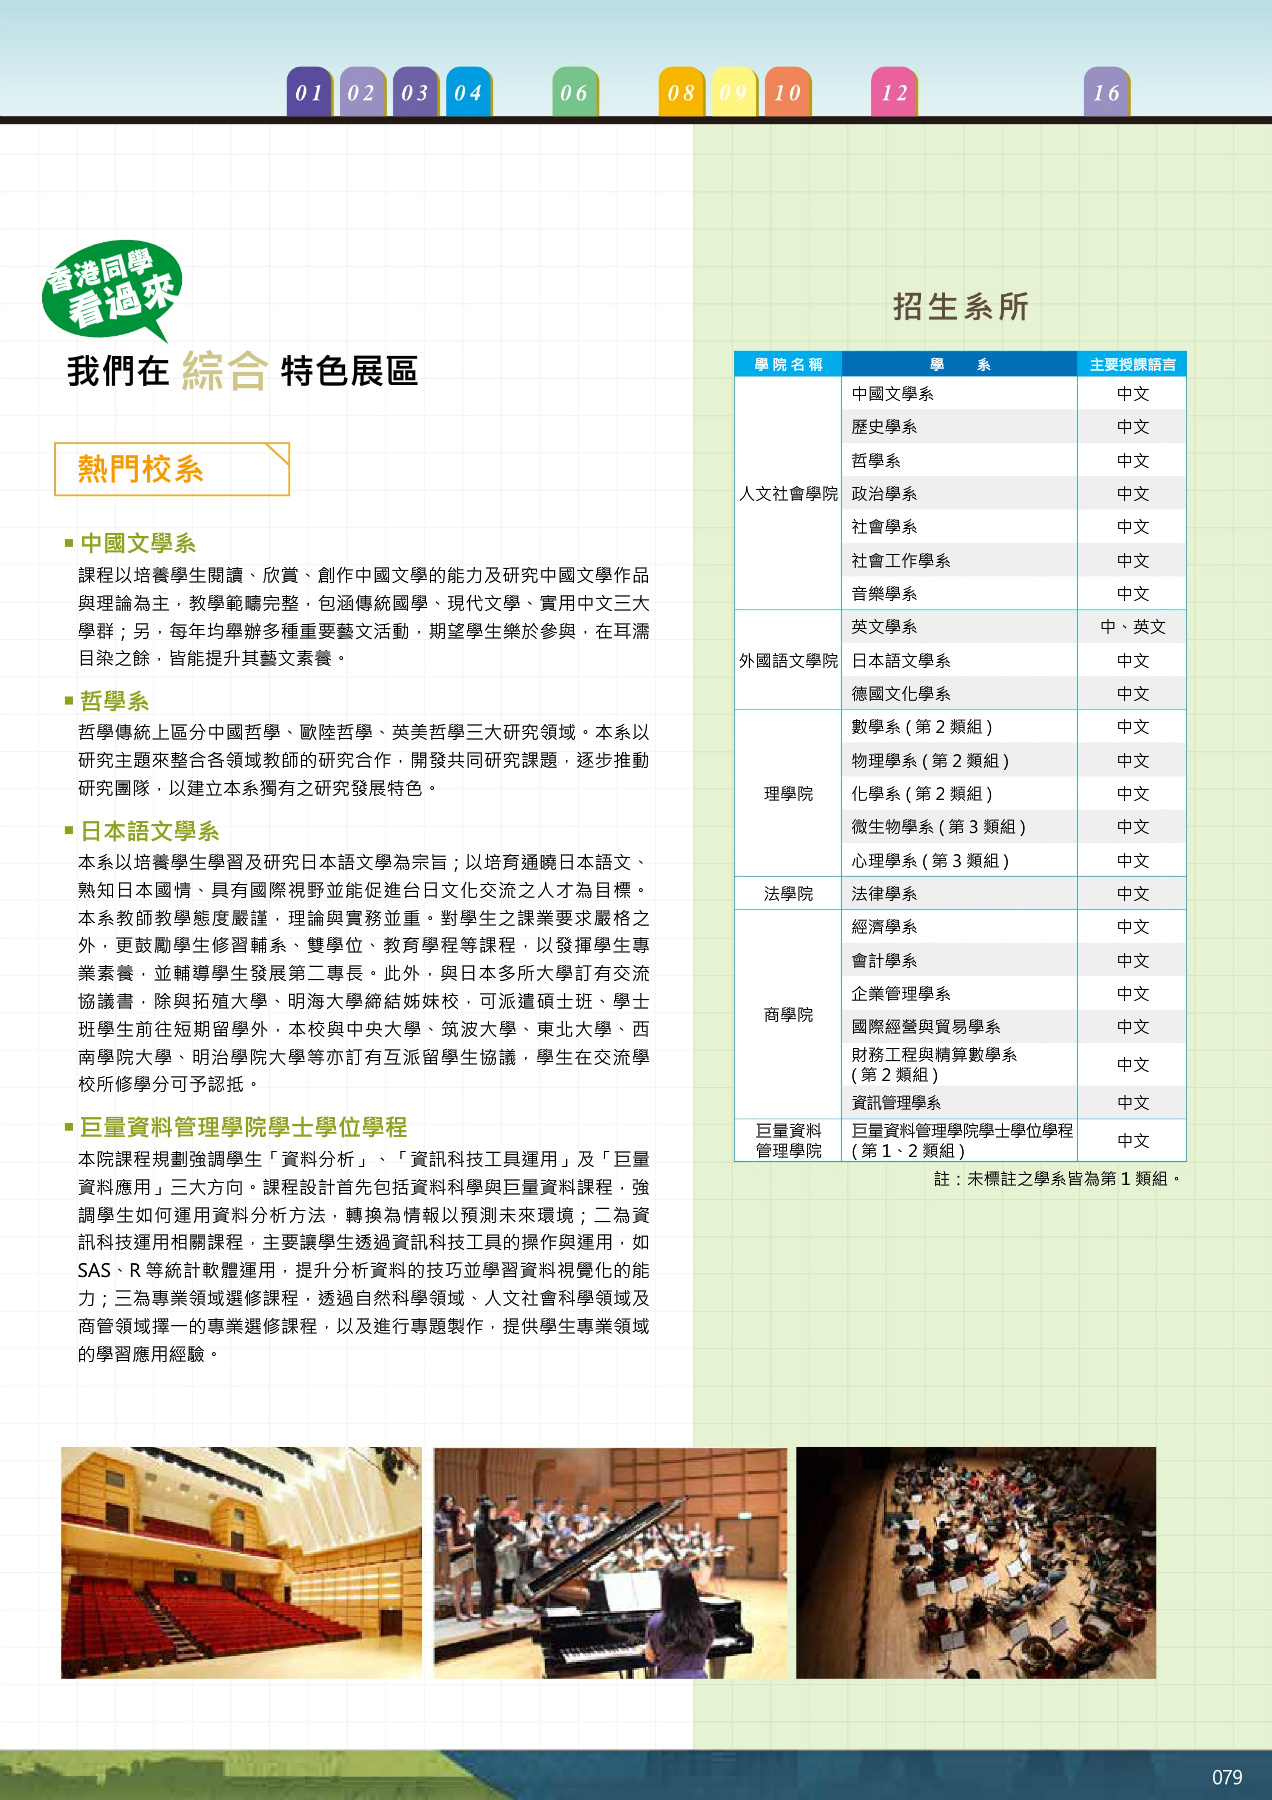 01 02 03 04 06 08 09 10 12 16
香港同學
看過來
我們在 綜合 特色展區
熱門校系
中國文學系
課程以培養學生閱讀、欣賞、創作中國文學的能力及研究中國文學作品
與理論為主，教學範疇完整，包涵傳統國學、現代文學、實用中文三大
學群；另，每年均舉辦多種重要藝文活動，期望學生樂於參與，在耳濡
目染之餘，皆能提升其藝文素養。
哲學系
哲學傳統上區分中國哲學、歐陸哲學、英美哲學三大研究領域。本系以
研究主題來整合各領域教師的研究合作，開發共同研究課題，逐步推動
研究團隊，以建立本系獨有之研究發展特色。
日本語文學系
本系以培養學生學習及研究日本語文學為宗旨；以培育通曉日本語文、
熟知日本國情、具有國際視野並能促進台日文化交流之人才為目標。
本系教師教學態度嚴謹，理論與實務並重。對學生之課業要求嚴格之
外，更鼓勵學生修習輔系、雙學位、教育學程等課程，以發揮學生專
業素養，並輔導學生發展第二專長。此外，與日本多所大學訂有交流
協議書，除與拓殖大學、明海大學締結姊妹校，可派遣碩士班、學士
班學生前往短期留學外，本校與中央大學、筑波大學、東北大學、西
南學院大學、明治學院大學等亦訂有互派留學生協議，學生在交流學
校所修學分可予認抵。
巨量資料管理學院學士學位學程
本院課程規劃強調學生「資料分析」、「資訊科技工具運用」及「巨量
資料應用」三大方向。課程設計首先包括資料科學與巨量資料課程，強
調學生如何運用資料分析方法，轉換為情報以預測未來環境；二為資
訊科技運用相關課程，主要讓學生透過資訊科技工具的操作與運用，如
SAS、R 等統計軟體運用，提升分析資料的技巧並學習資料視覺化的能
力；三為專業領域選修課程，透過自然科學領域、人文社會科學領域及
商管領域擇一的專業選修課程，以及進行專題製作，提供學生專業領域
的學習應用經驗。
招生系所
學院名稱 學 系 主要授課語言
中國文學系 中文
歷史學系 中文
哲學系 中文
人文社會學院 政治學系 中文
社會學系 中文
社會工作學系 中文
音樂學系 中文
英文學系 中、英文
外國語文學院 日本語文學系 中文
德國文化學系 中文
數學系 ( 第 2 類組 ) 中文
物理學系 ( 第 2 類組 ) 中文
理學院 化學系 ( 第 2 類組 ) 中文
微生物學系 ( 第 3 類組 ) 中文
心理學系 ( 第 3 類組 ) 中文
法學院 法律學系 中文
經濟學系 中文
會計學系 中文
企業管理學系 中文
商學院
國際經營與貿易學系 中文
財務工程與精算數學系
( 第 2 類組 ) 中文
資訊管理學系 中文
巨量資料 巨量資料管理學院學士學位學程
管理學院 ( 第 1、2 類組 ) 中文
註：未標註之學系皆為第 1 類組。
079